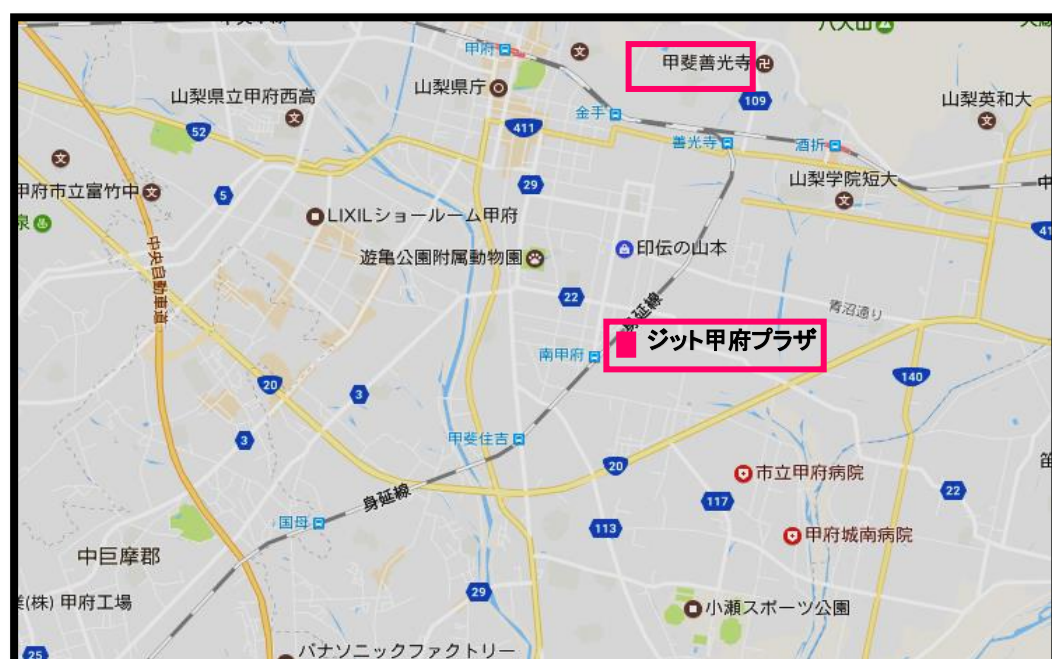 甲府
甲斐善光寺
山梨県庁
山梨県立甲府西高
109
山梨英和大
金手
52
411
善光寺
酒折
甲府市立富竹中
5
29
山梨学院短大
中
LIXILショールーム甲府
泉
41
中央自動車道
遊亀公園附属動物園
印伝の山本
22
青沼通り
身延線
ジット甲府プラザ
南甲府
20
3
140
3
甲斐住吉
20
市立甲府病院
22
身延線
117
国母
113
甲府城南病院
中巨摩郡
29
(株) 甲府工場
小瀬スポーツ公園
25
パナソニックファクトリー